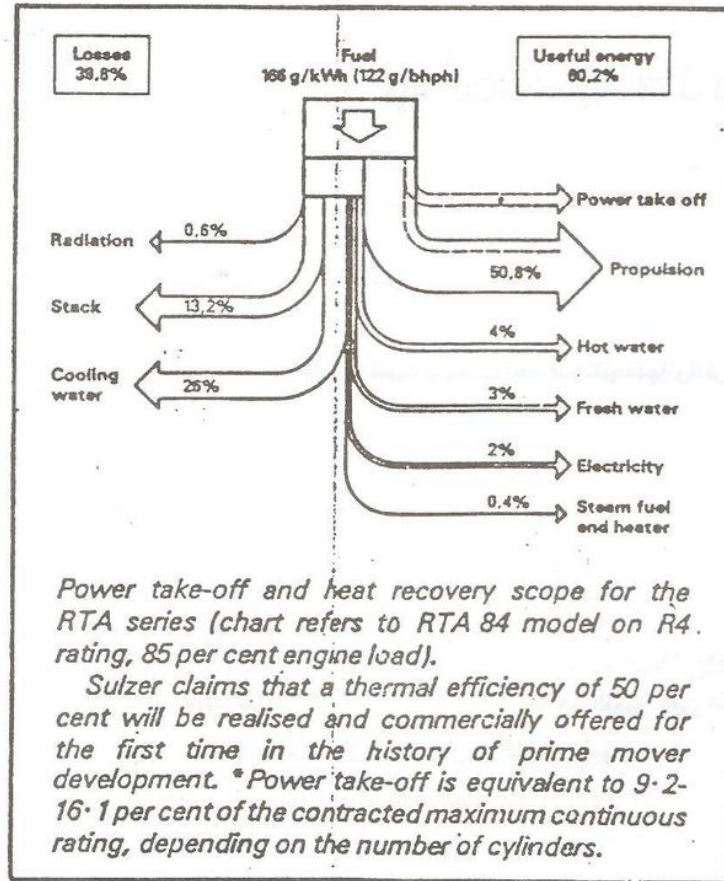 Losses
39,8%
Fuel
166 g/kWh (122 g/bhph)
Useful energy
60,2%
Power take off
Radiation
0,6%
50,8%
Propulsion
Stack
13,2%
4%
Hot water
Cooling
water
26%
3%
Fresh water
2%
Electricity
0,4%
Steam fuel
end heater
Power take-off and heat recovery scope for the
RTA series (chart refers to RTA 84 model on R4
rating, 85 per cent engine load).
Sulzer claims that a thermal efficiency of 50 per
cent will be realised and commercially offered for
the first time in the history of prime mover
development. *Power take-off is equivalent to 9·2-
16·1 per cent of the contracted maximum continuous
rating, depending on the number of cylinders.